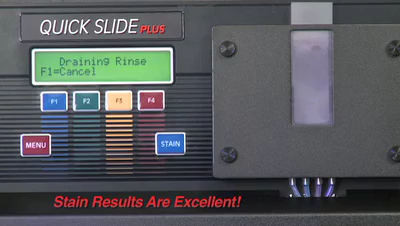 QUICK SLIDE PLUS
Draining Rinse
F1=Cancel
F1 F2 F3 F4
MENU
STAIN
Stain Results Are Excellent!